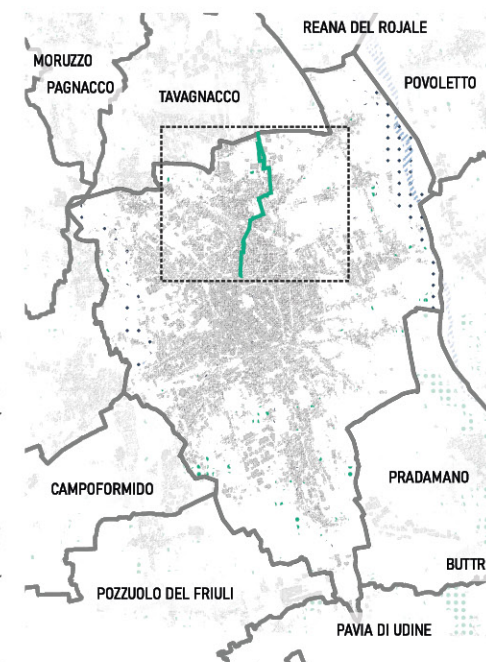 REANA DEL ROJALE
MORUZZO
POVOLETTO
PAGNACCO
TAVAGNACCO
CAMPOFORMIDO
PRADAMANO
BUTTR
POZZUOLO DEL FRIULI
PAVIA DI UDINE